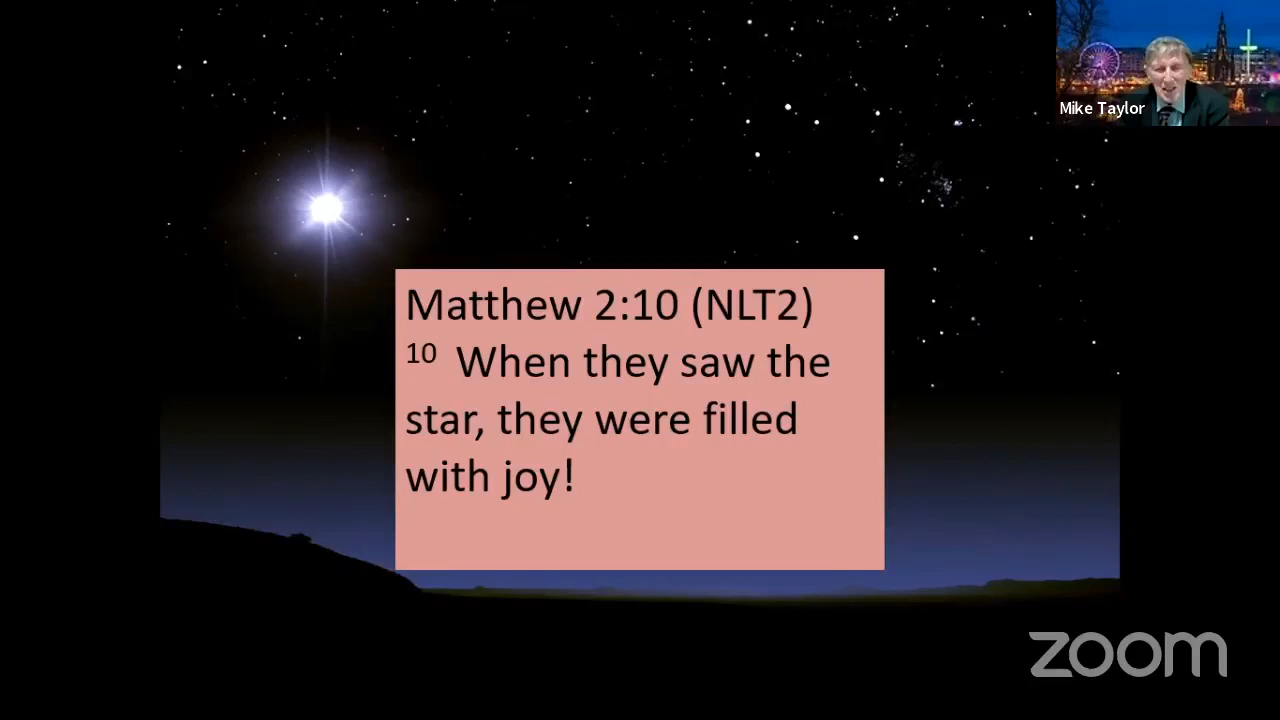 Mike Taylor
Matthew 2:10 (NLT2)
10 When they saw the
star, they were filled
with joy!
zoom